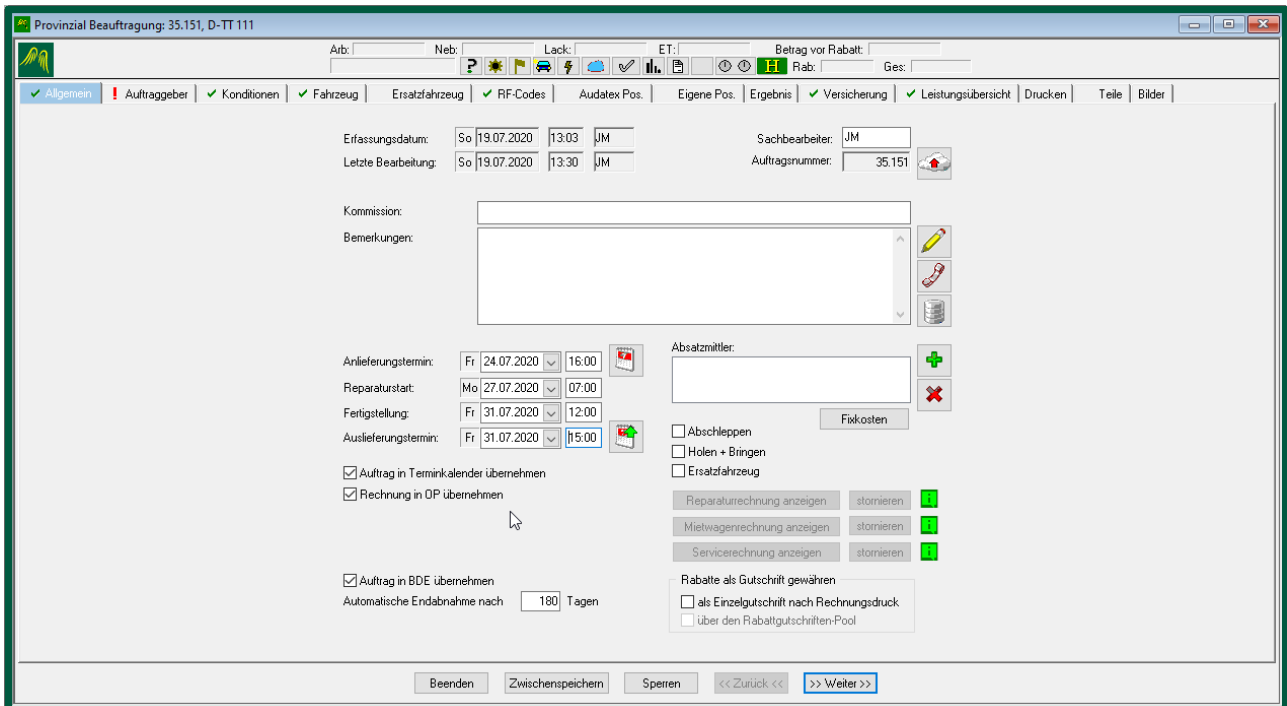 Provinzial Beauftragung: 35.151, D-TT 111
Arb: Neb: Lack: ET: Betrag vor Rabatt:
? H Rab: Ges:
Allgemein ! Auftraggeber Konditionen Fahrzeug Ersatzfahrzeug RF-Codes Audatex Pos. Eigene Pos. Ergebnis Versicherung Leistungsübersicht Drucken Teile Bilder
Erfassungsdatum: So 19.07.2020 13:03 JM Sachbearbeiter: JM
Letzte Bearbeitung: So 19.07.2020 13:30 JM Auftragsnummer: 35.151
Kommission:
Bemerkungen:
Absatzmittler:
Anlieferungstermin: Fr 24.07.2020 16:00
Reparaturstart: Mo 27.07.2020 07:00
Fertigstellung: Fr 31.07.2020 12:00 Fixkosten
Auslieferungstermin: Fr 31.07.2020 15:00 Abschleppen
Holen + Bringen
Auftrag in Terminkalender übernehmen Ersatzfahrzeug
Rechnung in OP übernehmen Reparaturrechnung anzeigen stornieren i
Mietwagenrechnung anzeigen stornieren i
Servicerechnung anzeigen stornieren i
Auftrag in BDE übernehmen Rabatte als Gutschrift gewähren
Automatische Endabnahme nach 180 Tagen als Einzelgutschrift nach Rechnungsdruck
über den Rabattgutschriften-Pool
Beenden Zwischenspeichern Sperren << Zurück << >> Weiter >>